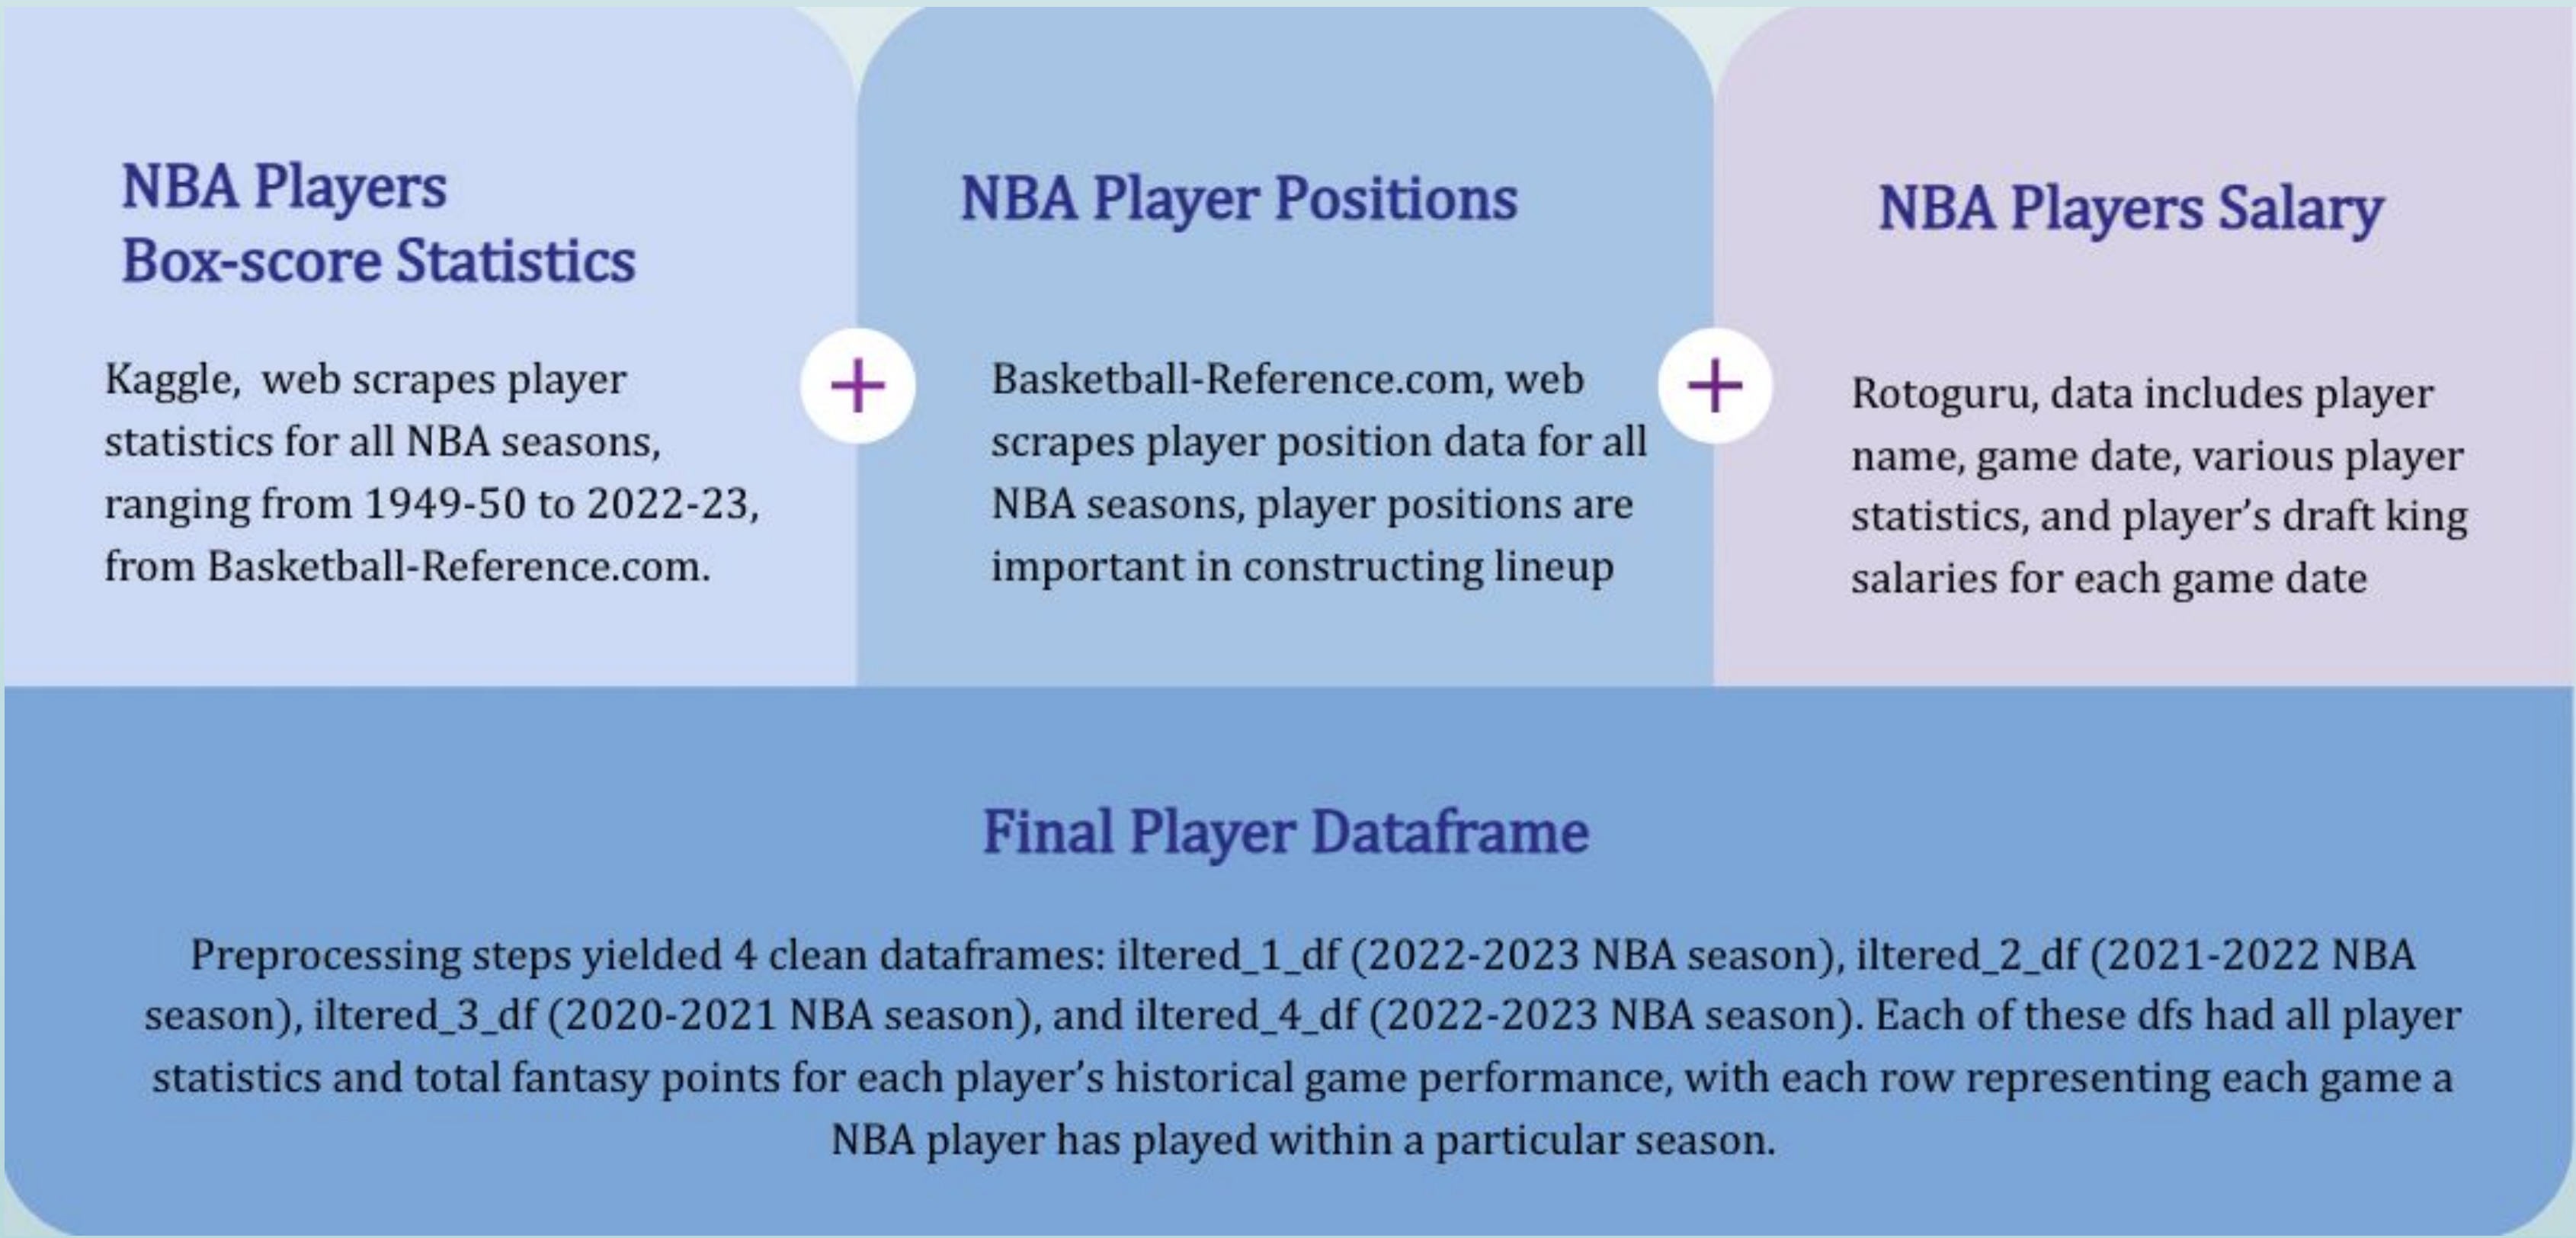 NBA Players
Box-score Statistics
Kaggle,  web scrapes player
statistics for all NBA seasons,
ranging from 1949-50 to 2022-23,
from Basketball-Reference.com.
+
NBA Player Positions
Basketball-Reference.com, web
scrapes player position data for all
NBA seasons, player positions are
important in constructing lineup
+
NBA Players Salary
Rotoguru, data includes player
name, game date, various player
statistics, and player’s draft king
salaries for each game date
Final Player Dataframe
Preprocessing steps yielded 4 clean dataframes: iltered_1_df (2022-2023 NBA season), iltered_2_df (2021-2022 NBA
season), iltered_3_df (2020-2021 NBA season), and iltered_4_df (2022-2023 NBA season). Each of these dfs had all player
statistics and total fantasy points for each player’s historical game performance, with each row representing each game a
NBA player has played within a particular season.